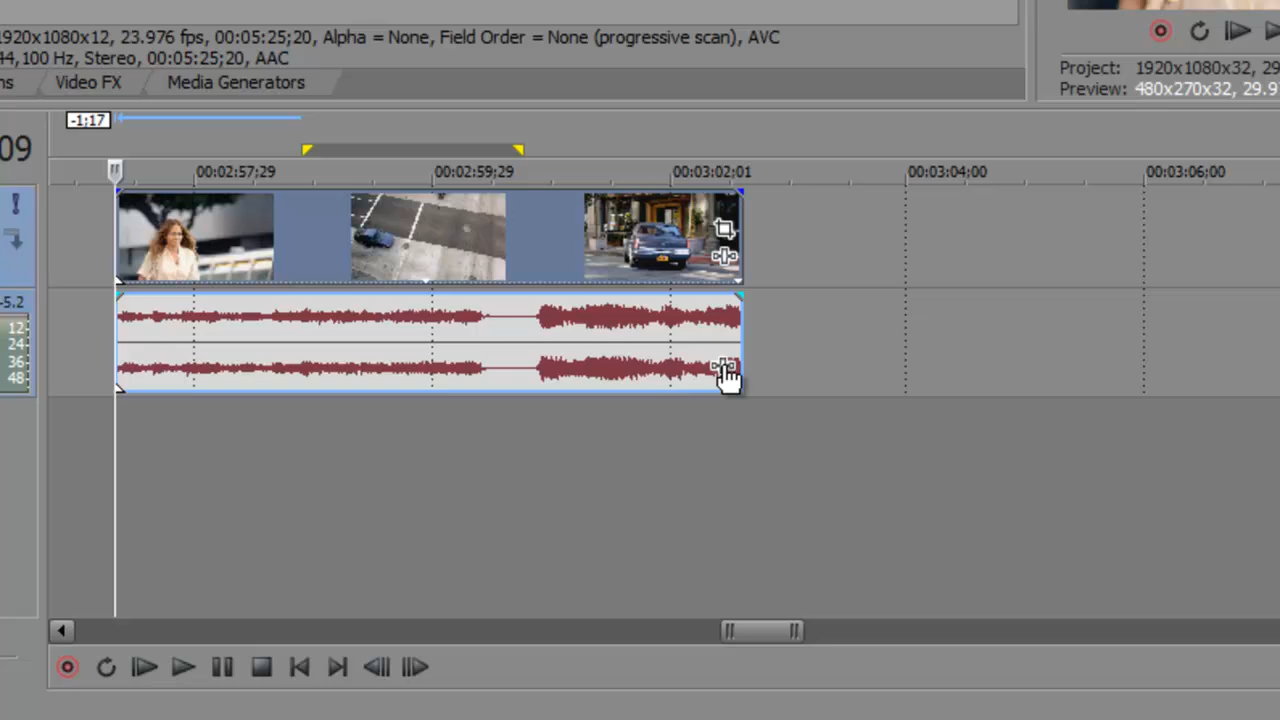 1920x1080x12, 23.976 fps, 00:05:25;20, Alpha = None, Field Order = None (progressive scan), AVC
44,100 Hz, Stereo, 00:05:25;20, AAC
ns Video FX Media Generators
Project: 1920x1080x32, 29
Preview: 480x270x32, 29.9
-1;17
09
00:02:57;29 00:02:59;29 00:03:02;01 00:03:04;00 00:03:06;00
-5.2
12
24
36
48